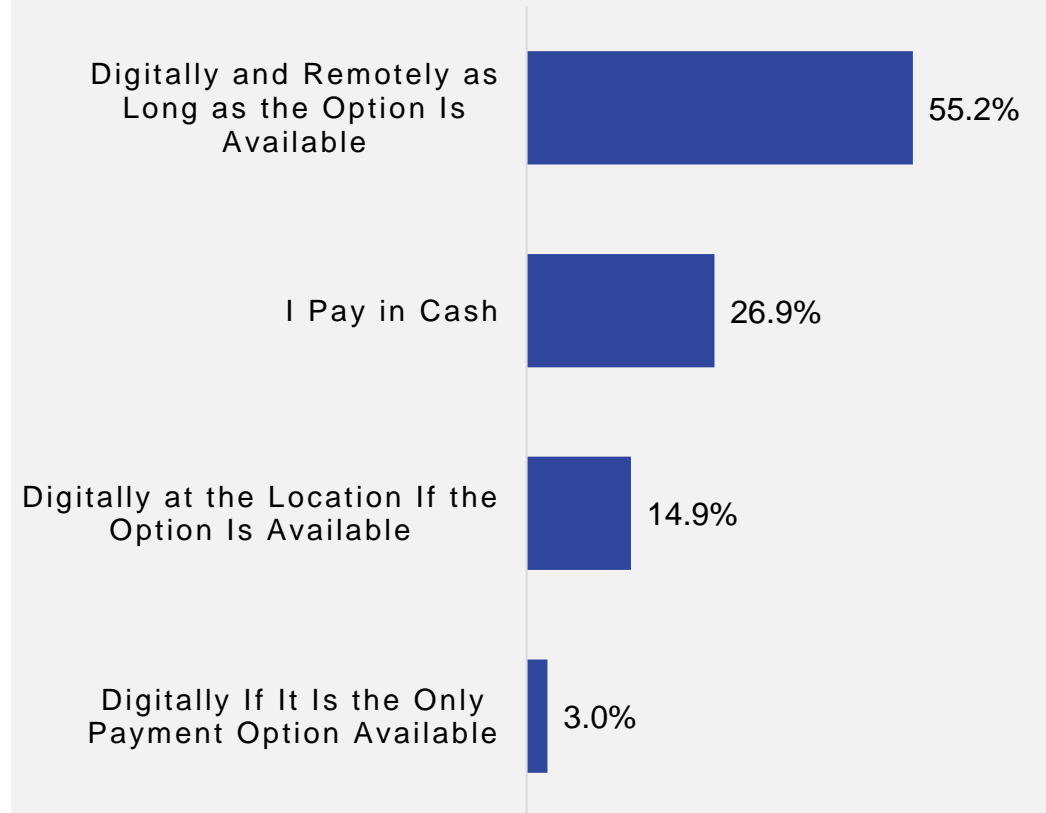 Digitally and Remotely as
Long as the Option Is
Available
55.2%
I Pay in Cash
26.9%
Digitally at the Location If the
Option Is Available
14.9%
Digitally If It Is the Only
Payment Option Available
3.0%